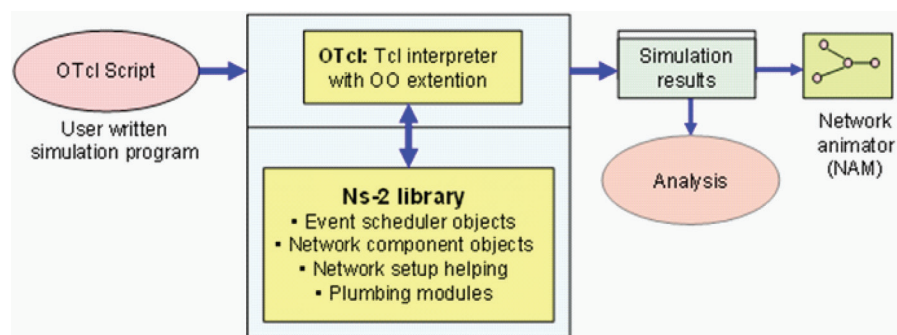 OTcl Script
User written
simulation program
OTcl: Tcl interpreter
with OO extention
Ns-2 library
▪ Event scheduler objects
▪ Network component objects
▪ Network setup helping
▪ Plumbing modules
Simulation
results
Analysis
Network
animator
(NAM)